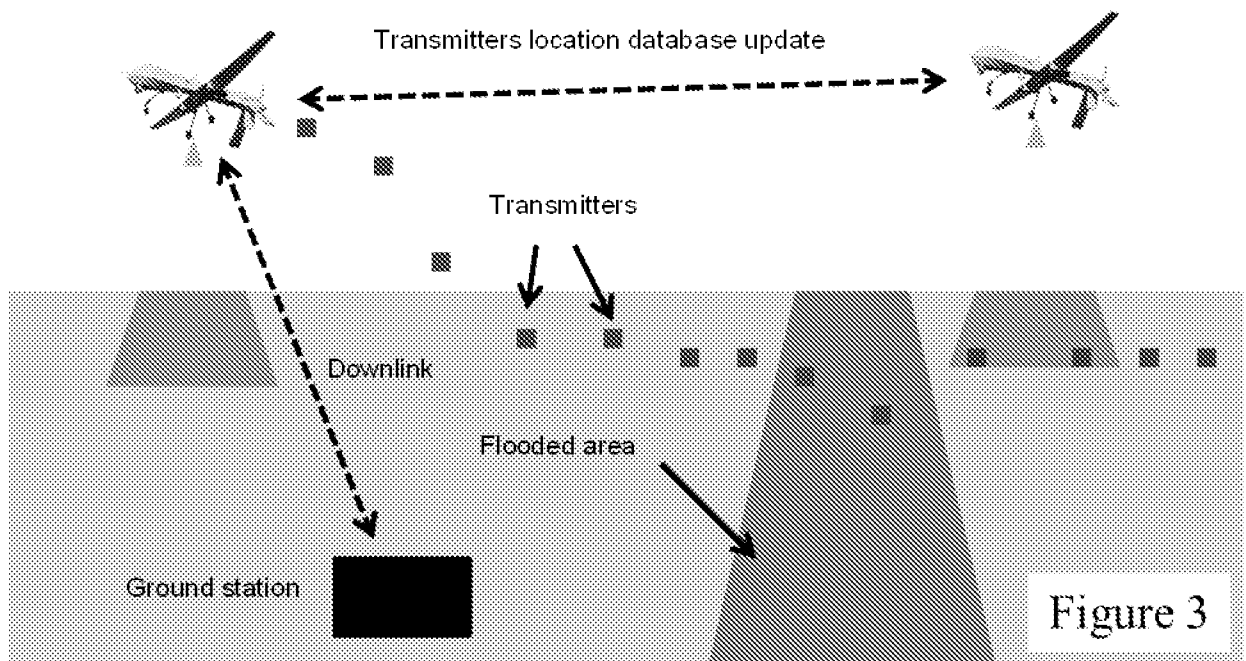 Transmitters location database update
Transmitters
Downlink
Flooded area
Ground station
Figure 3